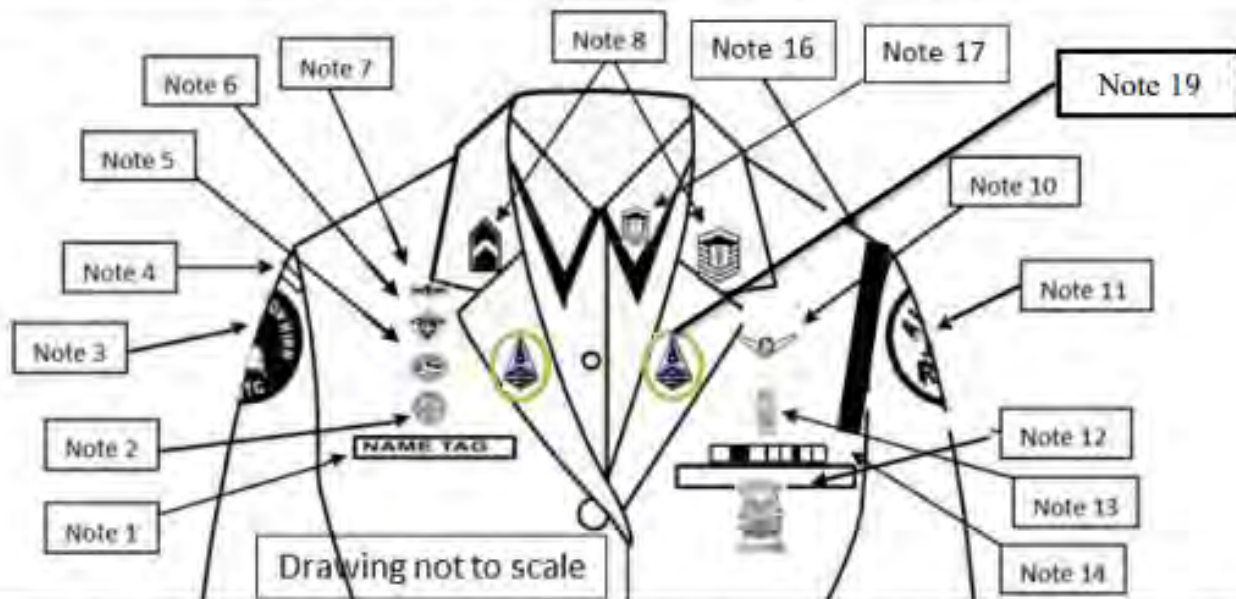 Note 8
Note 16
Note 17
Note 7
Note 19
Note 6
Note 5
Note 10
Note 4
Note 11
Note 3
Note 2
Note 12
NAME TAG
Note 13
Note 1
Drawing not to scale
Note 14